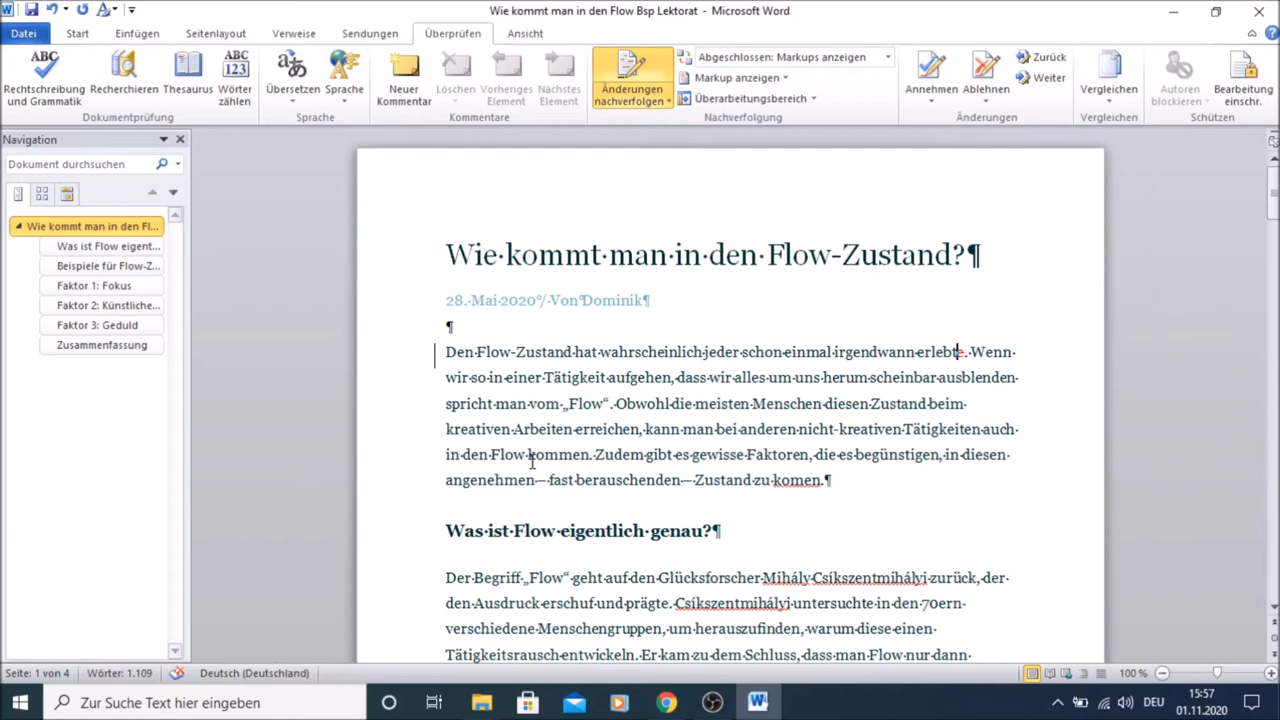 Wie kommt man in den Flow Bsp Lektorat - Microsoft Word
Datei Start Einfügen Seitenlayout Verweise Sendungen Überprüfen Ansicht
Rechtschreibung und Grammatik
Recherchieren
Thesaurus
Wörter zählen
Dokumentprüfung
Übersetzen
Sprache
Sprache
Neuer Kommentar
Löschen
Vorheriges Element
Nächstes Element
Kommentare
Änderungen nachverfolgen
Abgeschlossen: Markups anzeigen
Markup anzeigen
Überarbeitungsbereich
Nachverfolgung
Annehmen
Ablehnen
Zurück
Weiter
Änderungen
Vergleichen
Vergleichen
Autoren blockieren
Bearbeitung einschr.
Schützen
Navigation
Dokument durchsuchen
Wie kommt man in den Fl...
Was ist Flow eigent...
Beispiele für Flow-Z...
Faktor 1: Fokus
Faktor 2: Künstliche...
Faktor 3: Geduld
Zusammenfassung
Wie·kommt·man·in·den·Flow-Zustand?¶
28.·Mai·2020°/·Von°Dominik¶
¶
Den·Flow-Zustand·hat·wahrscheinlich·jeder·schon·einmal·irgendwann·erlebte.·Wenn·
wir·so·in·einer·Tätigkeit·aufgehen,·dass·wir·alles·um·uns·herum·scheinbar·ausblenden·
spricht·man·vom·„Flow“.·Obwohl·die·meisten·Menschen·diesen·Zustand·beim·
kreativen·Arbeiten·erreichen,·kann·man·bei·anderen·nicht-kreativen·Tätigkeiten·auch·
in·den·Flow·kommen.·Zudem·gibt·es·gewisse·Faktoren,·die·es·begünstigen,·in·diesen·
angenehmen·–·fast·berauschenden·–·Zustand·zu·komen.¶
Was·ist·Flow·eigentlich·genau?¶
Der·Begriff·„Flow“·geht·auf·den·Glücksforscher·Mihály·Csíkszentmihályi·zurück,·der·
den·Ausdruck·erschuf·und·prägte.·Csíkszentmihályi·untersuchte·in·den·70ern·
verschiedene·Menschengruppen,·um·herauszufinden,·warum·diese·einen·
Tätigkeitsrausch·entwickeln.·Er·kam·zu·dem·Schluss,·dass·man·Flow·nur·dann·
Seite: 1 von 4 Wörter: 1.109 Deutsch (Deutschland) 100 %
Zur Suche Text hier eingeben
DEU
15:57
01.11.2020